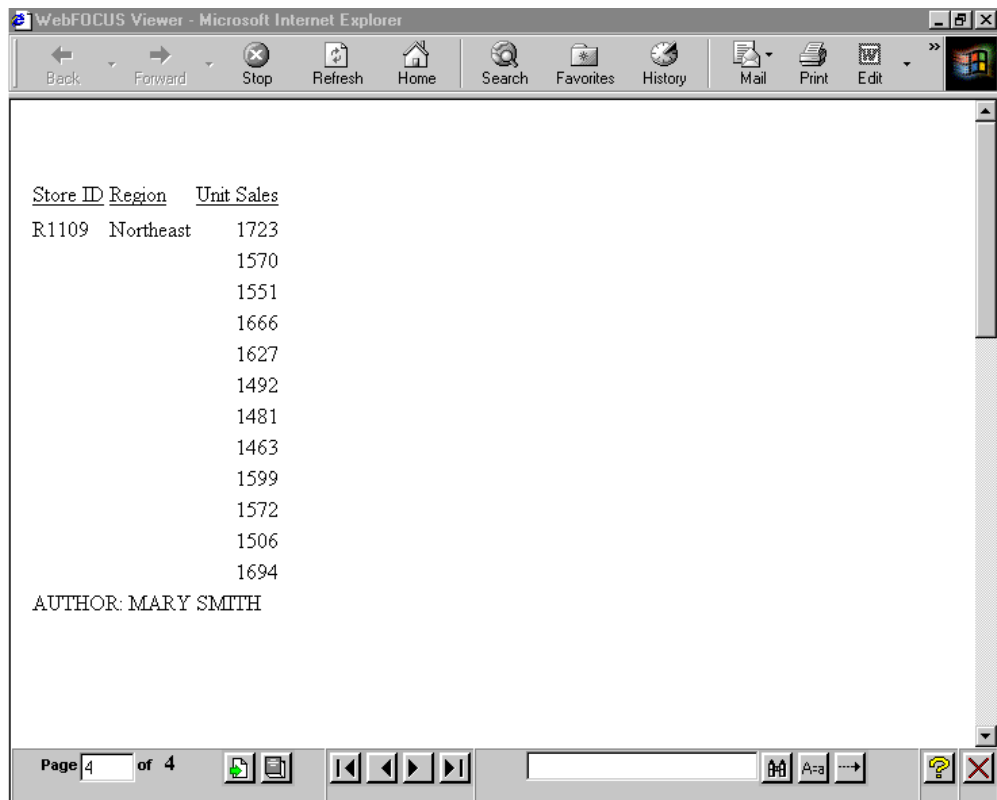 WebFOCUS Viewer - Microsoft Internet Explorer
Back Forward Stop Refresh Home Search Favorites History Mail Print Edit »
Store ID Region Unit Sales
R1109 Northeast 1723
1570
1551
1666
1627
1492
1481
1463
1599
1572
1506
1694
AUTHOR: MARY SMITH
Page 4 of 4 A=a